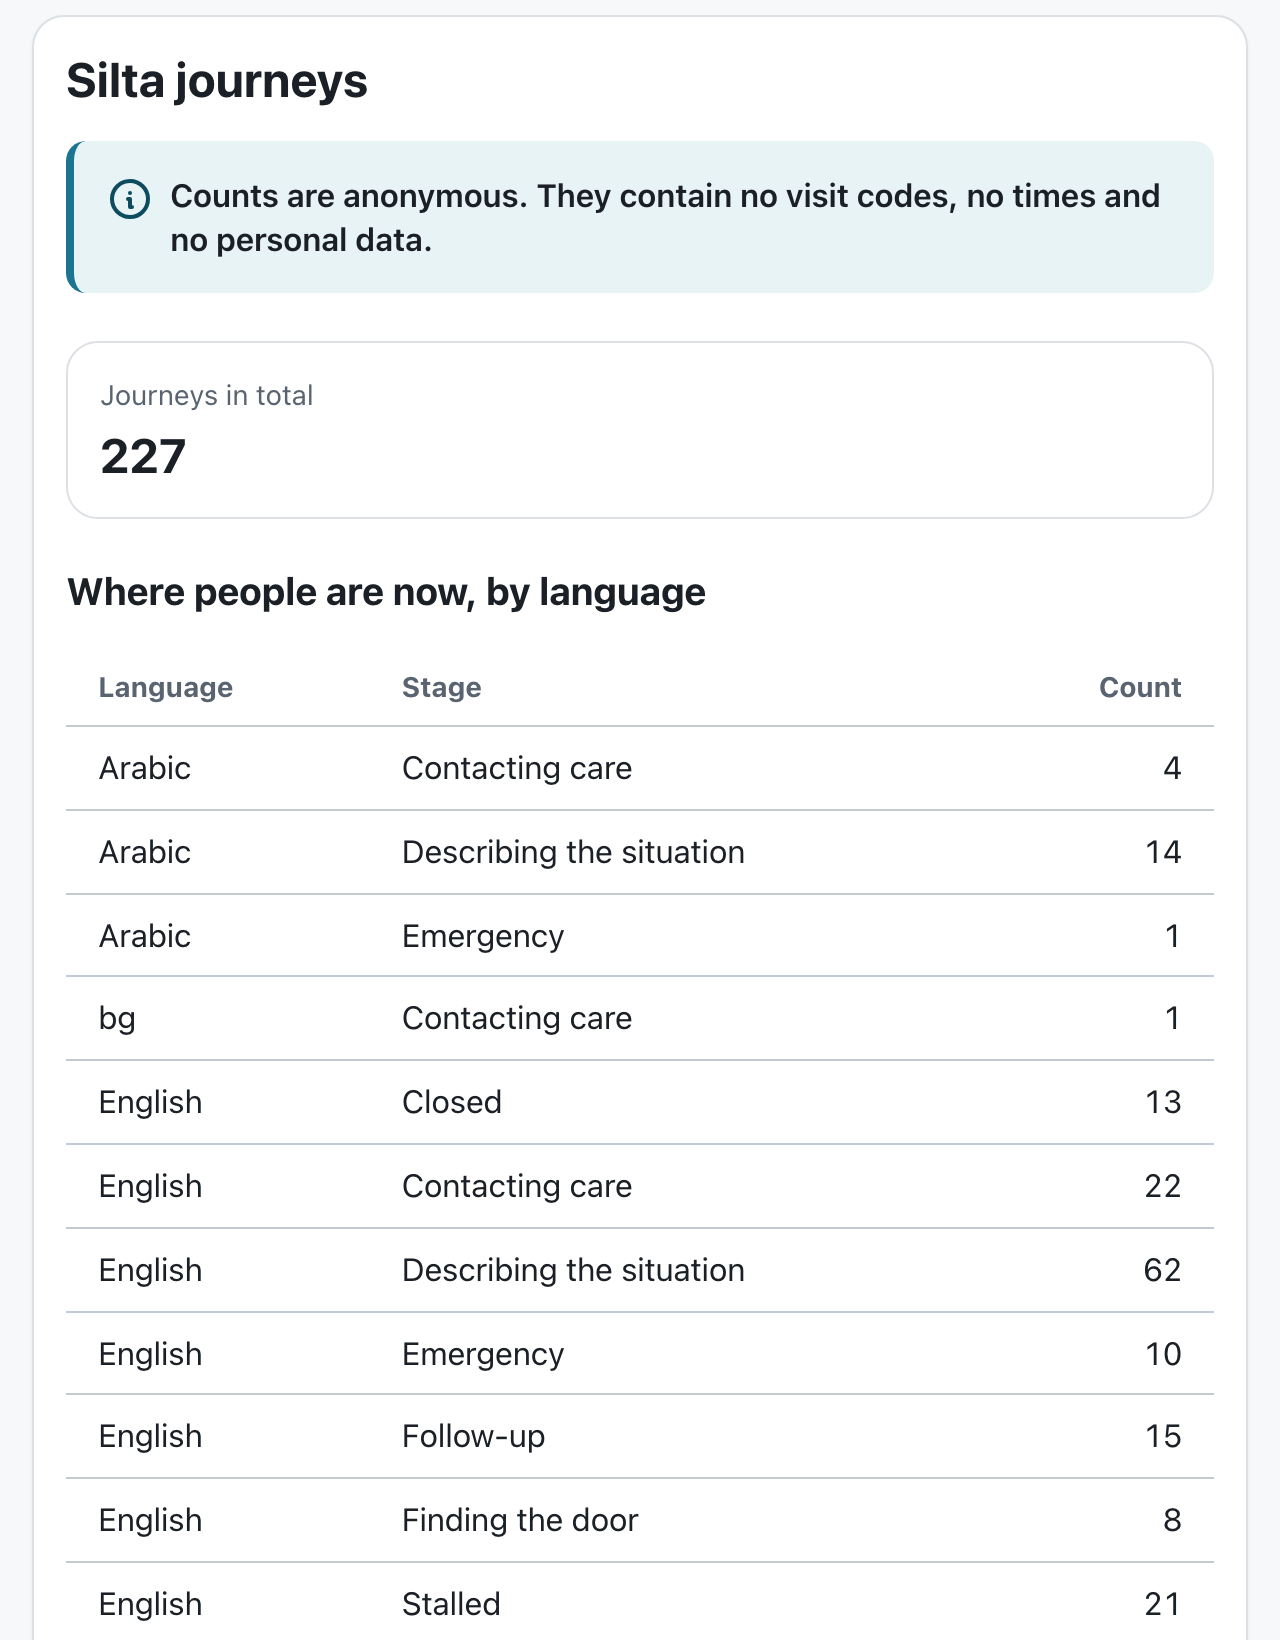 Silta journeys
Counts are anonymous. They contain no visit codes, no times and
no personal data.
Journeys in total
227
Where people are now, by language
Language Stage Count
Arabic Contacting care 4
Arabic Describing the situation 14
Arabic Emergency 1
bg Contacting care 1
English Closed 13
English Contacting care 22
English Describing the situation 62
English Emergency 10
English Follow-up 15
English Finding the door 8
English Stalled 21